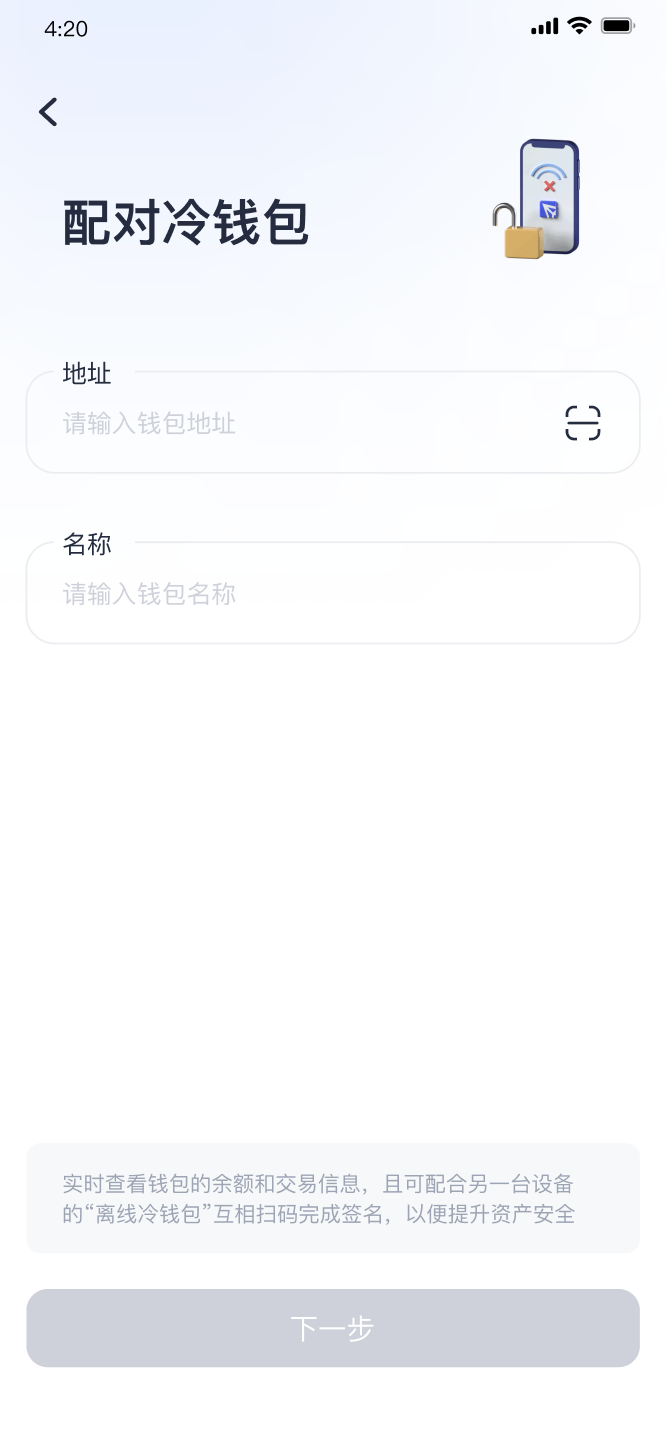 4:20
配对冷钱包
地址
请输入钱包地址
名称
请输入钱包名称
实时查看钱包的余额和交易信息，且可配合另一台设备
的“离线冷钱包”互相扫码完成签名，以便提升资产安全
下一步